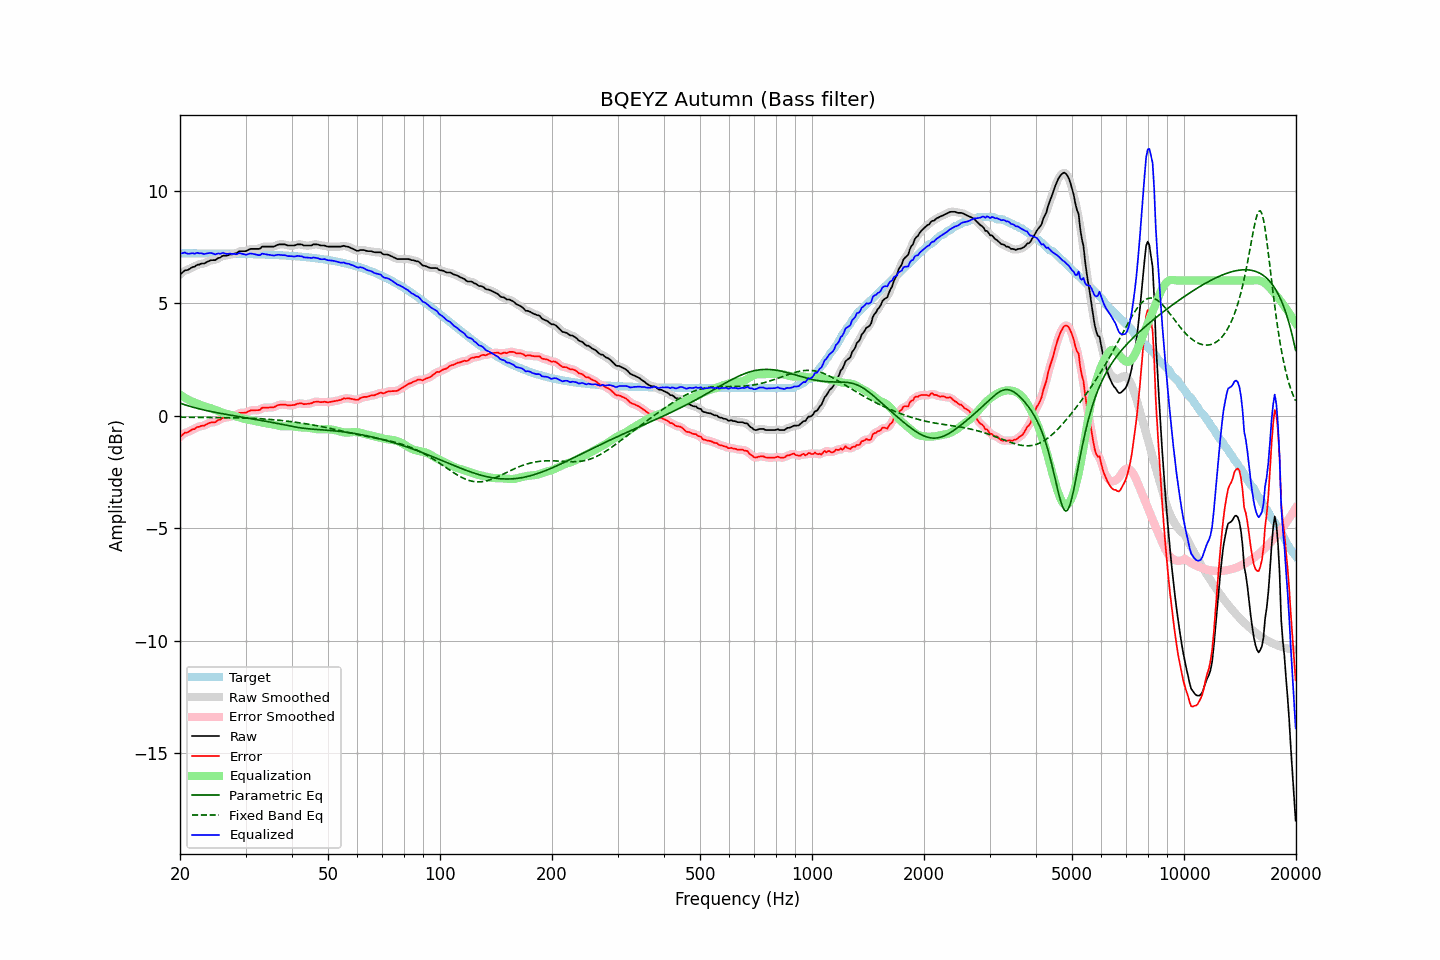 BQEYZ Autumn (Bass filter)
Amplitude (dBr)
10
5
0
−5
−10
−15
Target
Raw Smoothed
Error Smoothed
Raw
Error
Equalization
Parametric Eq
Fixed Band Eq
Equalized
20 50 100 200 500 1000 2000 5000 10000 20000
Frequency (Hz)